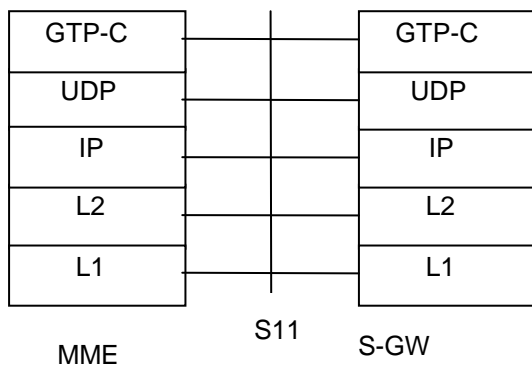 GTP-C GTP-C
UDP UDP
IP IP
L2 L2
L1 L1
S11
MME S-GW